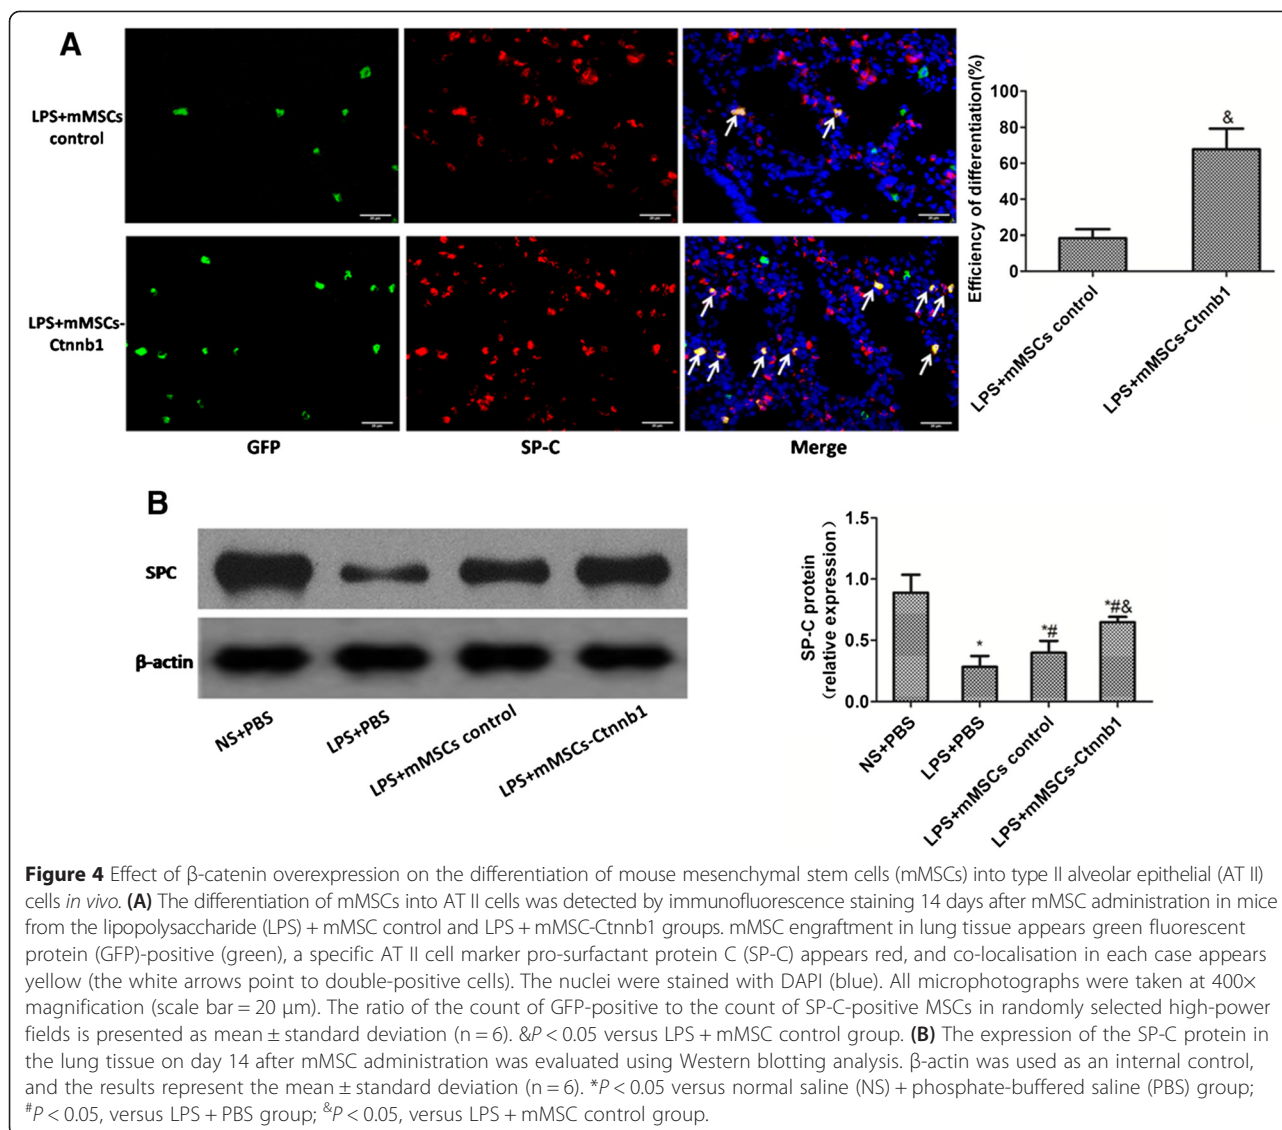 A
LPS+mMSCs
control
LPS+mMSCs-
Ctnnb1
GFP
SP-C
Merge
Efficiency of differentiation(%)
100
80
60
40
20
0
&
LPS+mMSCs control
LPS+mMSCs-Ctnnb1
B
SPC
β-actin
NS+PBS
LPS+PBS
LPS+mMSCs control
LPS+mMSCs-Ctnnb1
SP-C protein
(relative expression)
1.5
1.0
0.5
0.0
*
*#
*#&
NS+PBS
LPS+PBS
LPS+mMSCs control
LPS+mMSCs-Ctnnb1
Figure 4 Effect of β-catenin overexpression on the differentiation of mouse mesenchymal stem cells (mMSCs) into type II alveolar epithelial (AT II)
cells in vivo. (A) The differentiation of mMSCs into AT II cells was detected by immunofluorescence staining 14 days after mMSC administration in mice
from the lipopolysaccharide (LPS) + mMSC control and LPS + mMSC-Ctnnb1 groups. mMSC engraftment in lung tissue appears green fluorescent
protein (GFP)-positive (green), a specific AT II cell marker pro-surfactant protein C (SP-C) appears red, and co-localisation in each case appears
yellow (the white arrows point to double-positive cells). The nuclei were stained with DAPI (blue). All microphotographs were taken at 400×
magnification (scale bar = 20 μm). The ratio of the count of GFP-positive to the count of SP-C-positive MSCs in randomly selected high-power
fields is presented as mean ± standard deviation (n = 6). &P < 0.05 versus LPS + mMSC control group. (B) The expression of the SP-C protein in
the lung tissue on day 14 after mMSC administration was evaluated using Western blotting analysis. β-actin was used as an internal control,
and the results represent the mean ± standard deviation (n = 6). *P < 0.05 versus normal saline (NS) + phosphate-buffered saline (PBS) group;
#P < 0.05, versus LPS + PBS group; &P < 0.05, versus LPS + mMSC control group.